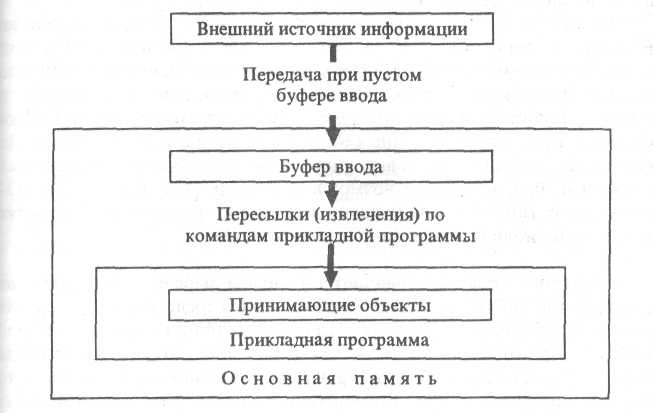 Внешний источник информации
Передача при пустом
буфере ввода
Буфер ввода
Пересылки (извлечения) по
командам прикладной программы
Принимающие объекты
Прикладная программа
Основная память